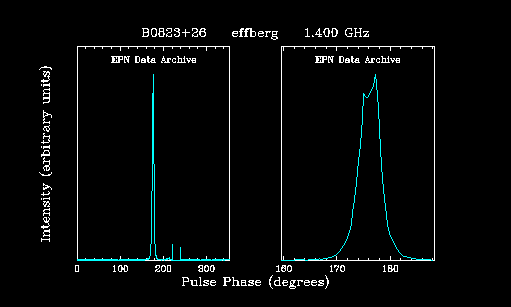 B0823+26 effberg 1.400 GHz
EPN Data Archive
EPN Data Archive
Intensity (arbitrary units)
0 100 200 300
160 170 180
Pulse Phase (degrees)